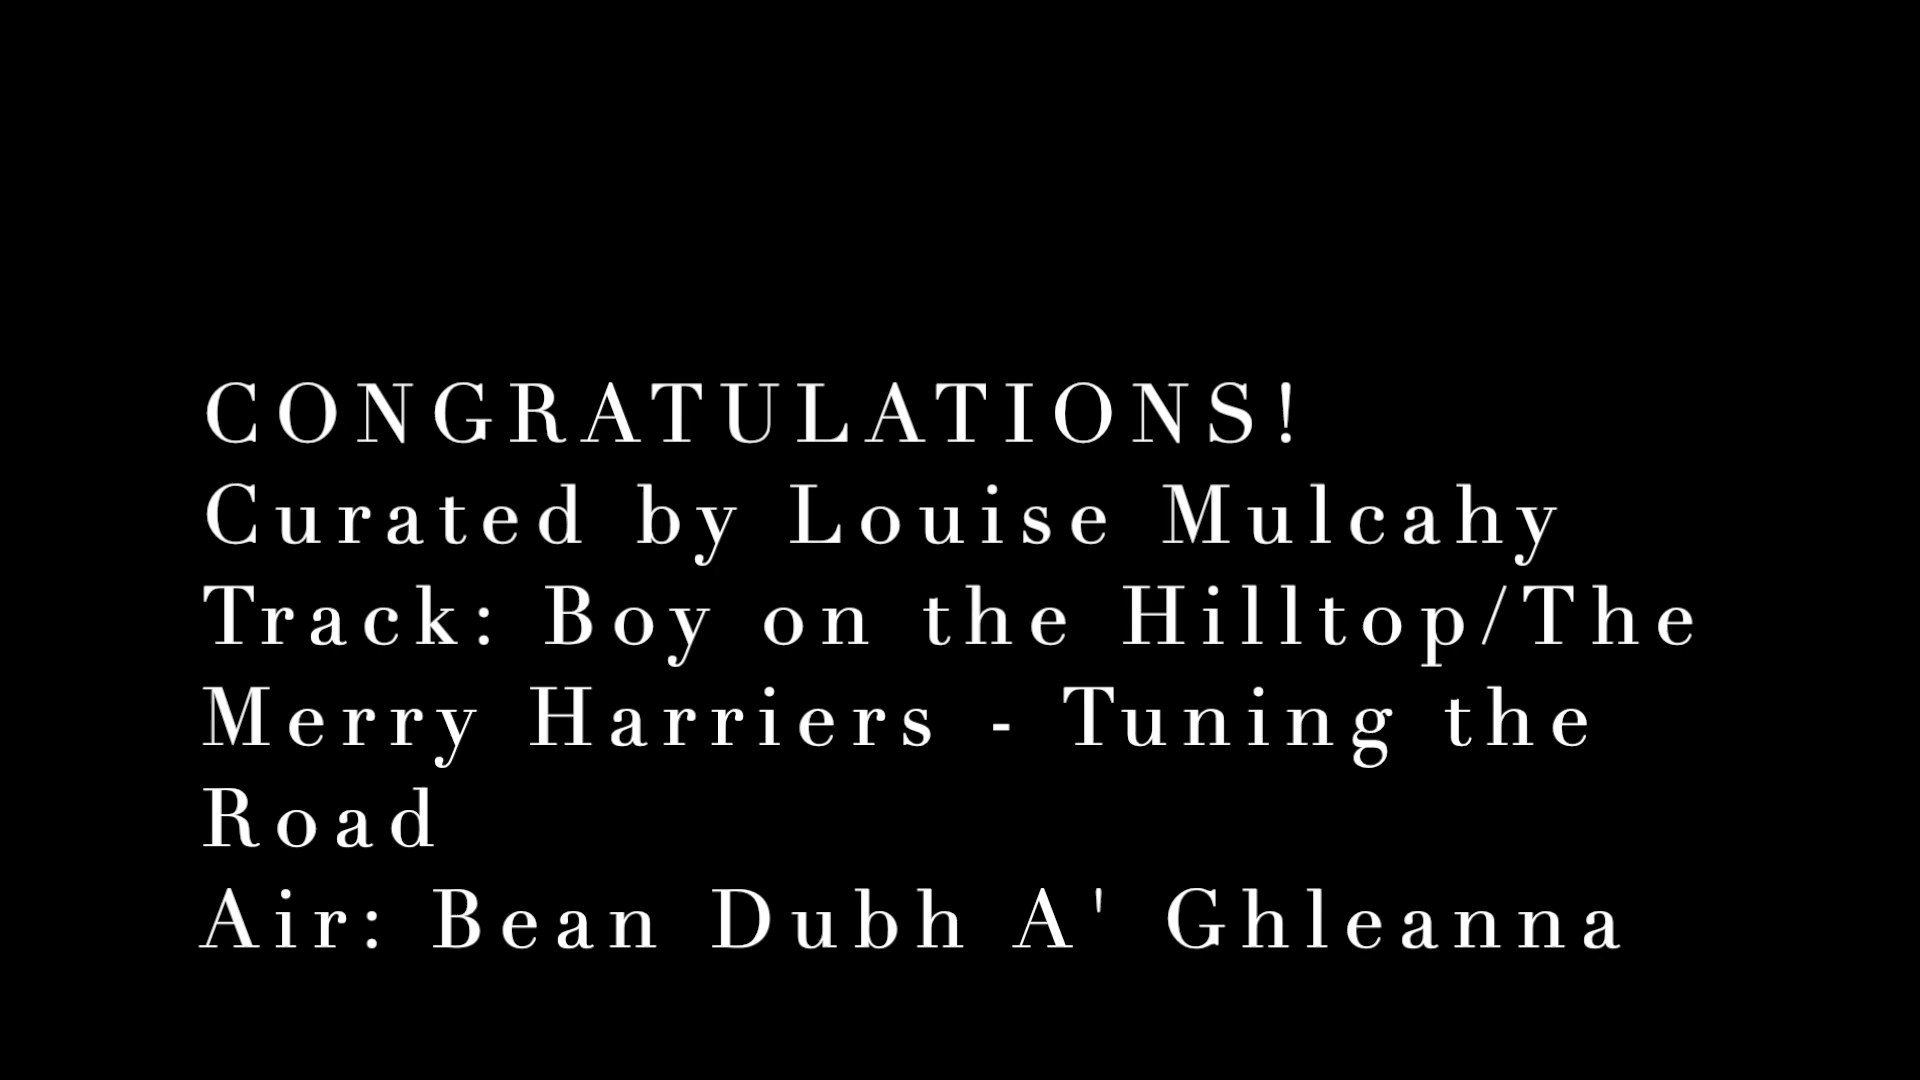 CONGRATULATIONS!
Curated by Louise Mulcahy
Track: Boy on the Hilltop/The
Merry Harriers - Tuning the
Road
Air: Bean Dubh A' Ghleanna